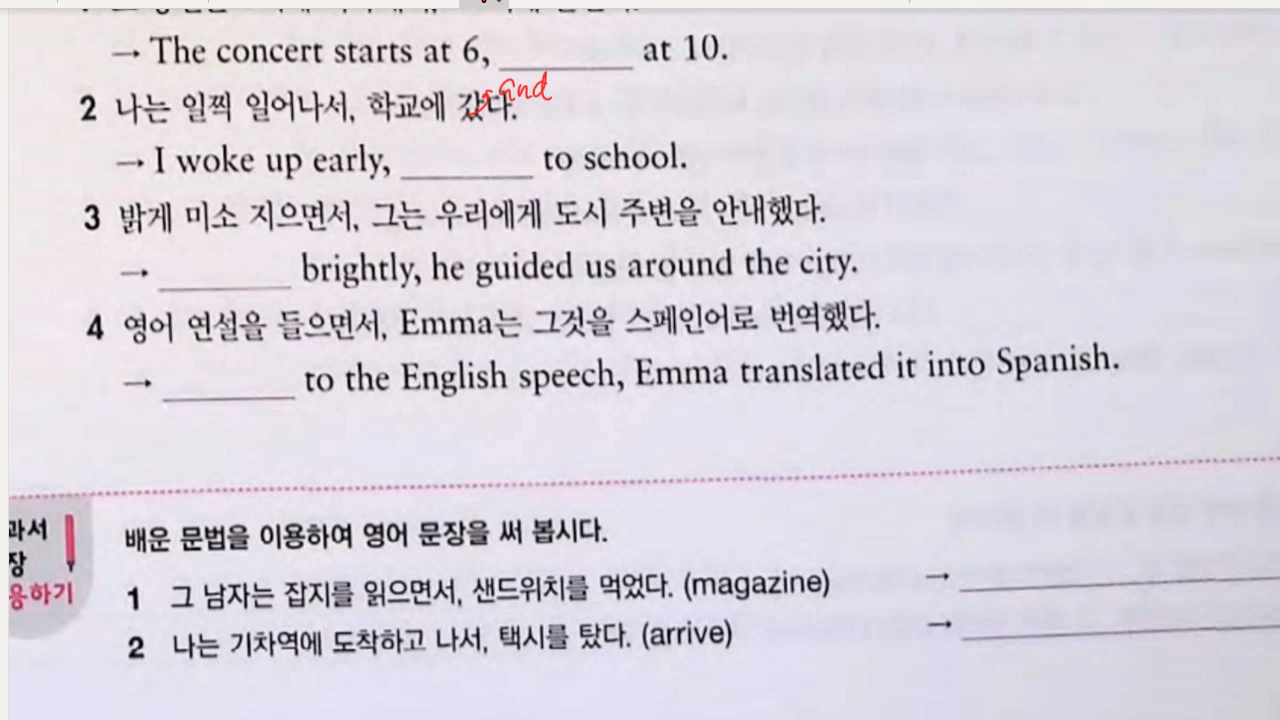 → The concert starts at 6, ________ at 10.
and
2 나는 일찍 일어나서, 학교에 갔다.
→ I woke up early, ________ to school.
3 밝게 미소 지으면서, 그는 우리에게 도시 주변을 안내했다.
→ ________ brightly, he guided us around the city.
4 영어 연설을 들으면서, Emma는 그것을 스페인어로 번역했다.
→ ________ to the English speech, Emma translated it into Spanish.
과서
장
용하기
배운 문법을 이용하여 영어 문장을 써 봅시다.
1 그 남자는 잡지를 읽으면서, 샌드위치를 먹었다. (magazine) → ________
2 나는 기차역에 도착하고 나서, 택시를 탔다. (arrive) → ________